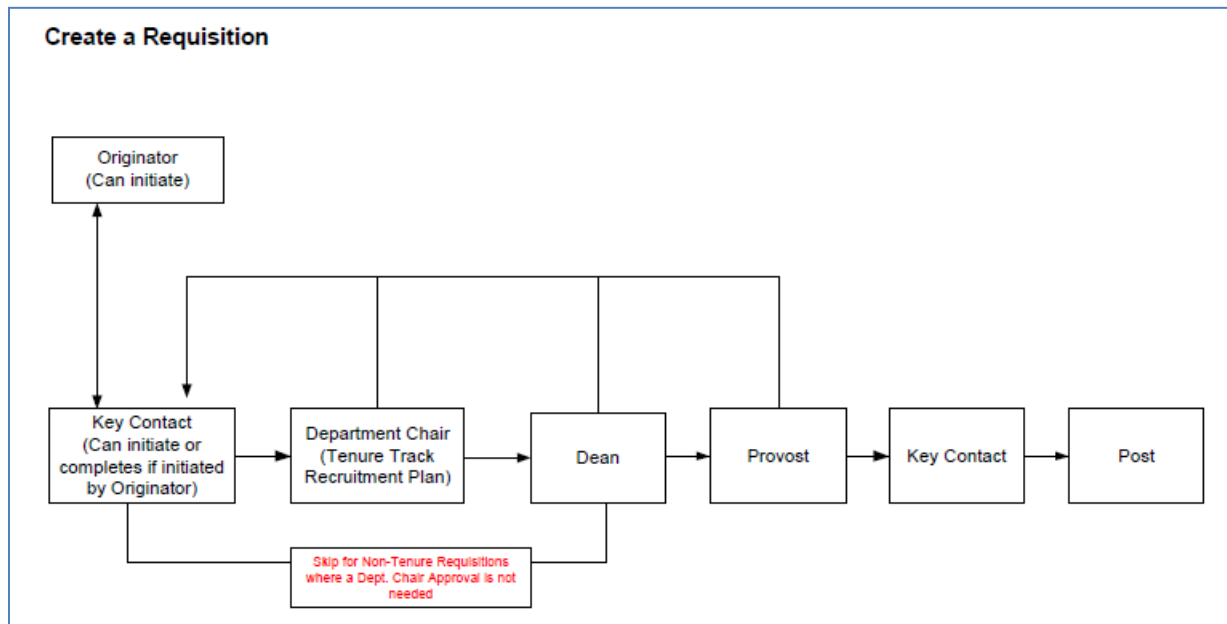 Create a Requisition
Originator
(Can initiate)
Key Contact
(Can initiate or
completes if initiated
by Originator)
Department Chair
(Tenure Track
Recruitment Plan)
Dean
Provost
Key Contact
Post
Skip for Non-Tenure Requisitions
where a Dept. Chair Approval is not
needed